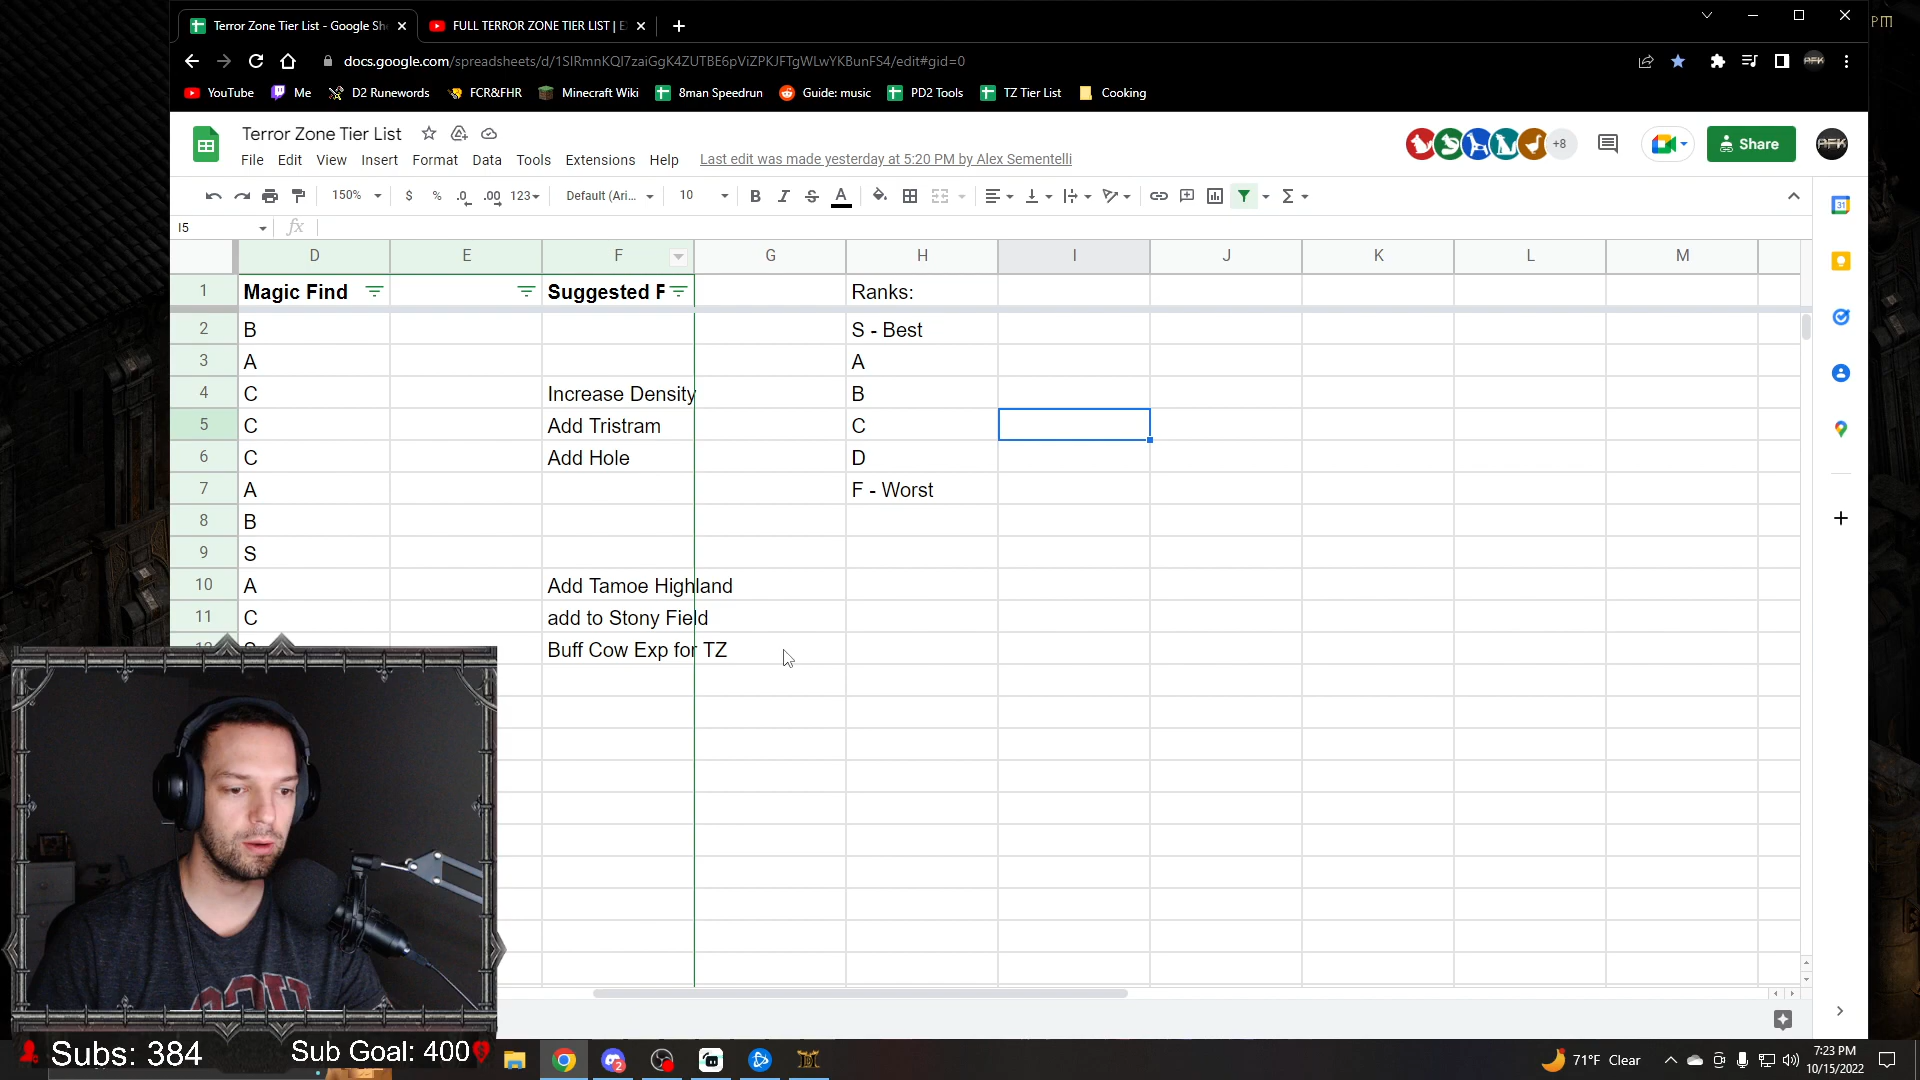 Terror Zone Tier List - Google She
FULL TERROR ZONE TIER LIST | E
PM
docs.google.com/spreadsheets/d/1SIRmnKQI7zaiGgK4ZUTBE6pViZPKJFTgWLwYKBunFS4/edit#gid=0
YouTube Me D2 Runewords FCR&FHR Minecraft Wiki 8man Speedrun Guide: music PD2 Tools TZ Tier List Cooking
Terror Zone Tier List
+8
Share
AFK
File Edit View Insert Format Data Tools Extensions Help Last edit was made yesterday at 5:20 PM by Alex Sementelli
150% $ % .0 .00 123 Default (Ari... 10 B I S A
I5 fx
D E F G H I J K L M
1 Magic Find Suggested F Ranks:
2 B S - Best
3 A A
4 C Increase Density B
5 C Add Tristram C
6 C Add Hole D
7 A F - Worst
8 B
9 S
10 A Add Tamoe Highland
11 C add to Stony Field
Buff Cow Exp for TZ
Subs: 384 Sub Goal: 400
71°F Clear
7:23 PM
10/15/2022